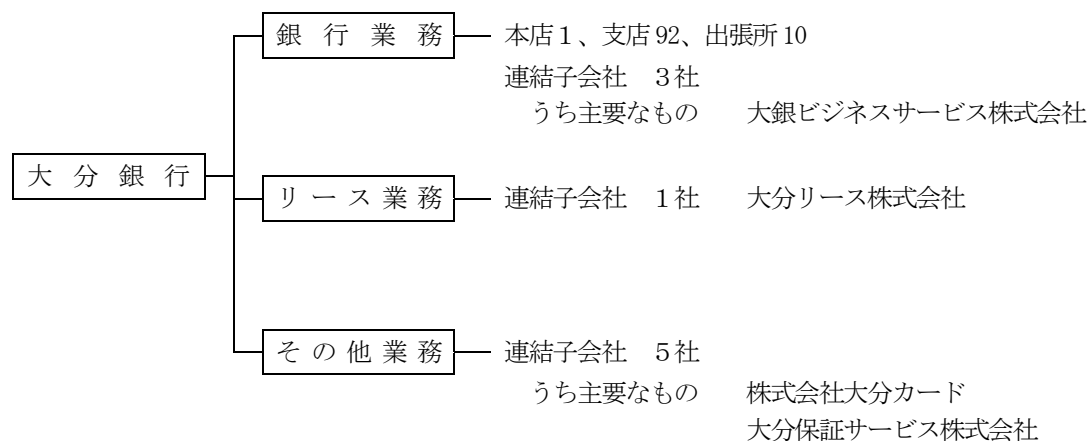 銀行業務 本店１、支店92、出張所10
連結子会社　３社
うち主要なもの　大銀ビジネスサービス株式会社
大分銀行
リース業務 連結子会社　１社　大分リース株式会社
その他業務 連結子会社　５社
うち主要なもの　株式会社大分カード
大分保証サービス株式会社